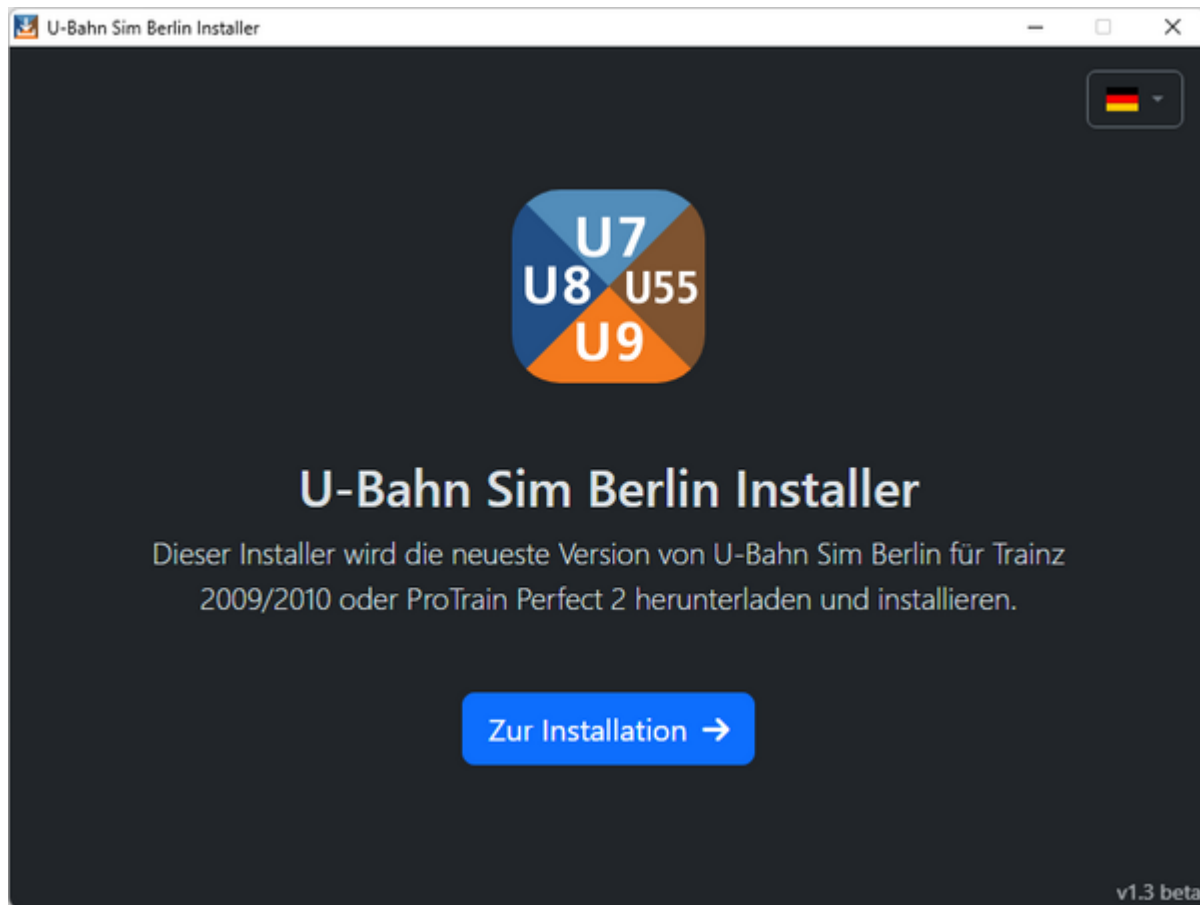 U-Bahn Sim Berlin Installer
U7
U8 U55
U9
U-Bahn Sim Berlin Installer
Dieser Installer wird die neueste Version von U-Bahn Sim Berlin für Trainz
2009/2010 oder ProTrain Perfect 2 herunterladen und installieren.
Zur Installation →
v1.3 beta